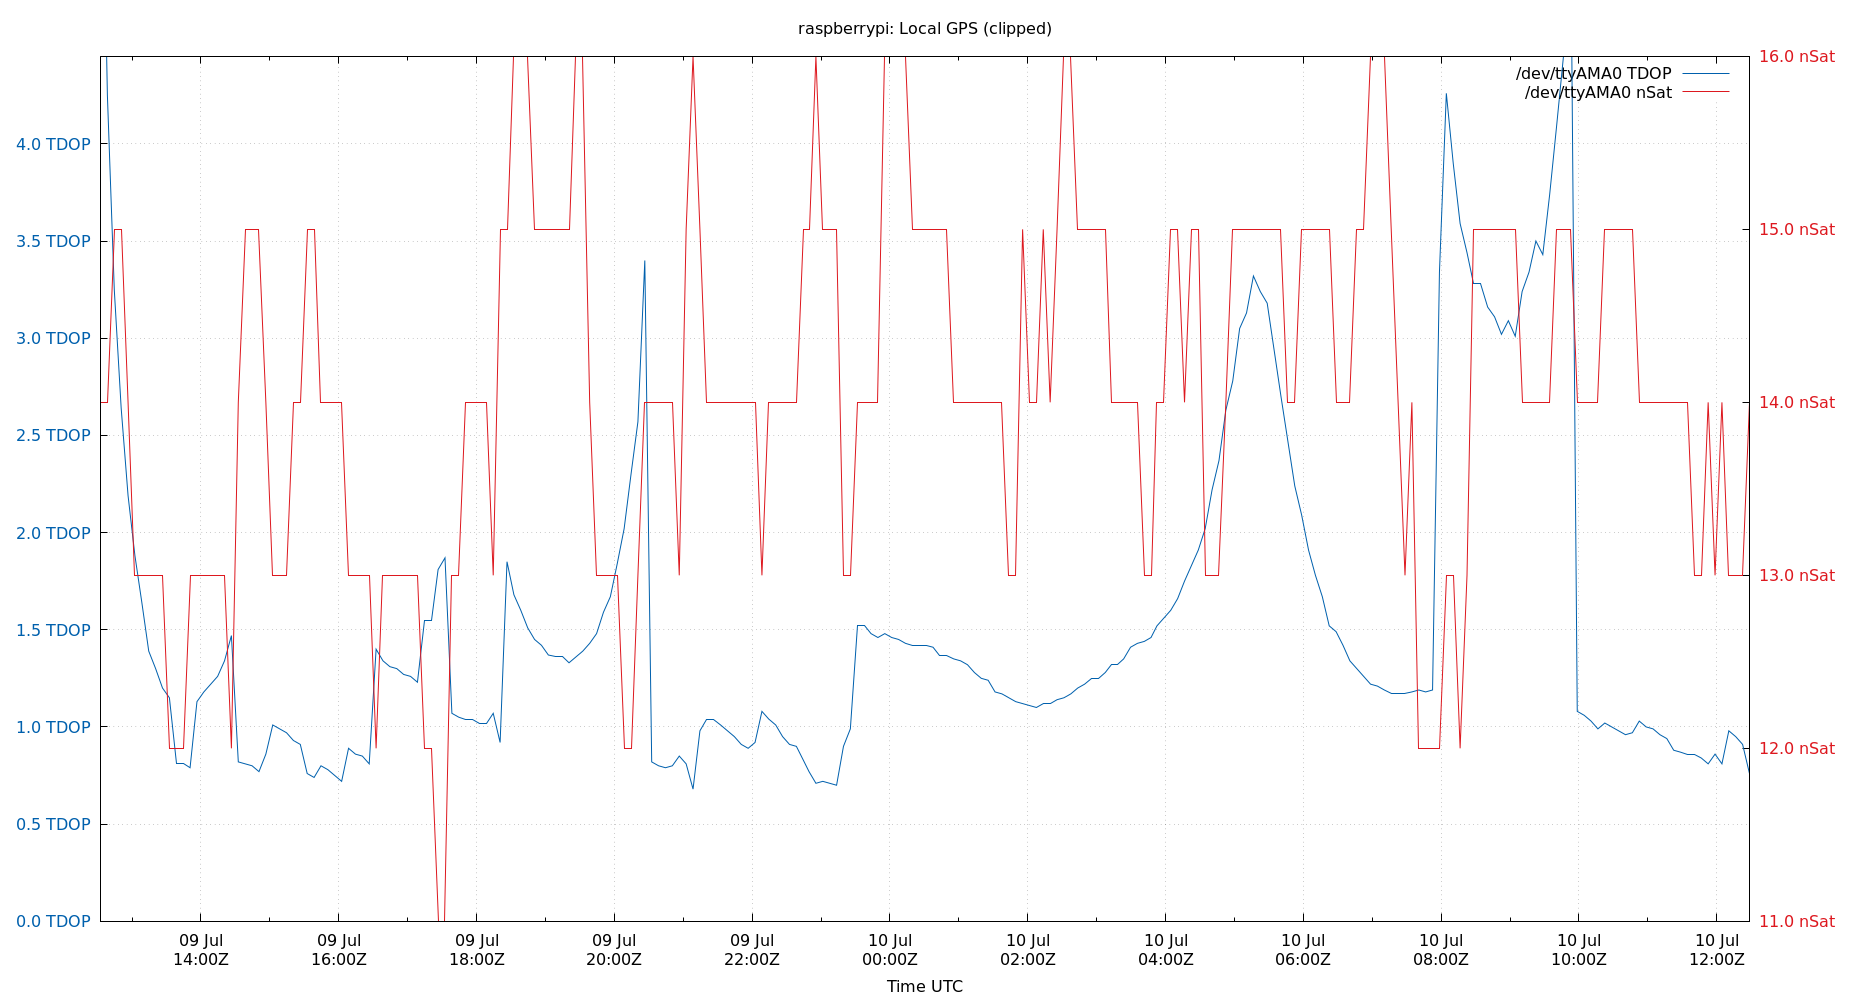 raspberrypi: Local GPS (clipped)
16.0 nSat
/dev/ttyAMA0 TDOP
/dev/ttyAMA0 nSat
4.0 TDOP
3.5 TDOP
15.0 nSat
3.0 TDOP
14.0 nSat
2.5 TDOP
2.0 TDOP
13.0 nSat
1.5 TDOP
1.0 TDOP
12.0 nSat
0.5 TDOP
0.0 TDOP
11.0 nSat
09 Jul 09 Jul 09 Jul 09 Jul 09 Jul 10 Jul 10 Jul 10 Jul 10 Jul 10 Jul 10 Jul 10 Jul
14:00Z 16:00Z 18:00Z 20:00Z 22:00Z 00:00Z 02:00Z 04:00Z 06:00Z 08:00Z 10:00Z 12:00Z
Time UTC